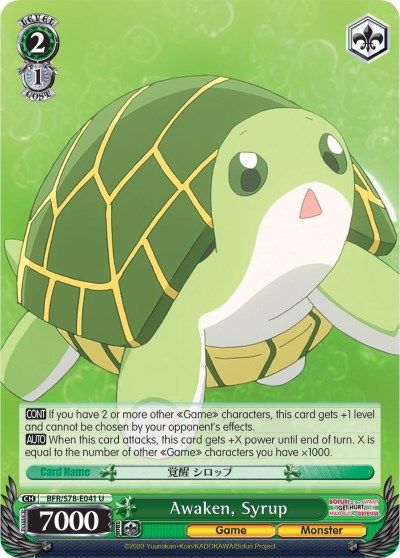 LEVEL
2
1
COST
CONT If you have 2 or more other «Game» characters, this card gets +1 level
and cannot be chosen by your opponent's effects.
AUTO When this card attacks, this card gets +X power until end of turn. X is
equal to the number of other «Game» characters you have ×1000.
Card Name
覚醒 シロップ
CH BFR/S78-E041 U
POWER 7000
Awaken, Syrup
Game
Monster
©2020 Yuumikan・Koin/KADOKAWA/Bofuri Project